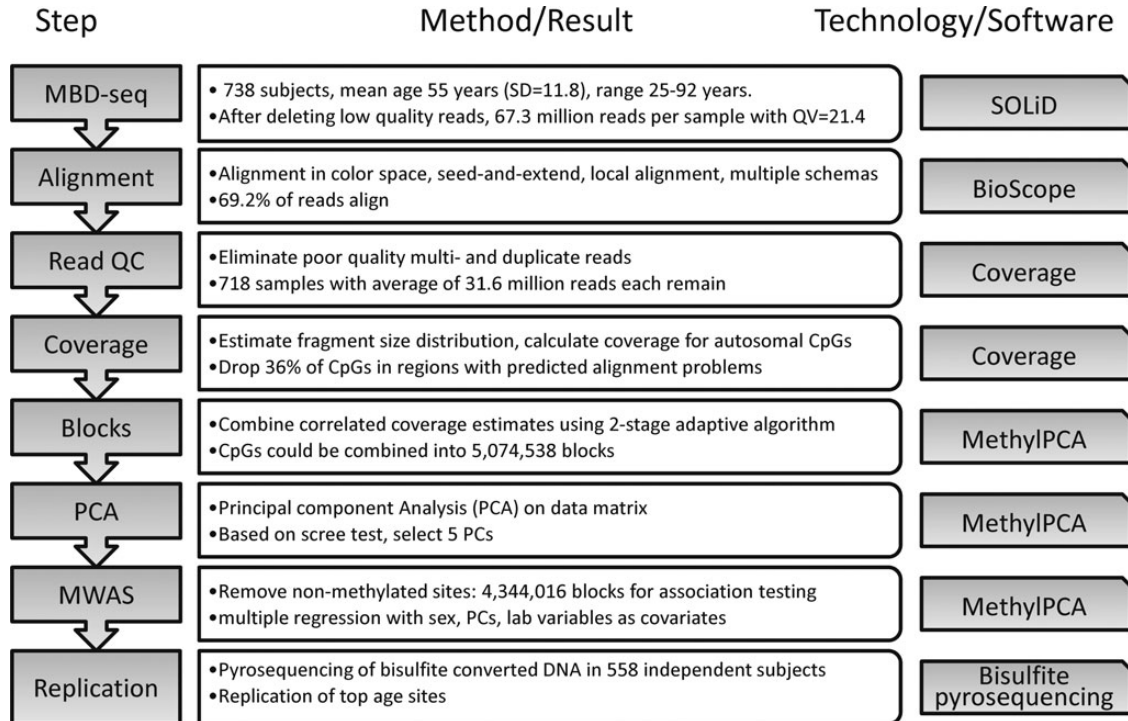 Step Method/Result Technology/Software
MBD-seq
• 738 subjects, mean age 55 years (SD=11.8), range 25-92 years.
•After deleting low quality reads, 67.3 million reads per sample with QV=21.4
SOLiD
Alignment
•Alignment in color space, seed-and-extend, local alignment, multiple schemas
•69.2% of reads align
BioScope
Read QC
•Eliminate poor quality multi- and duplicate reads
•718 samples with average of 31.6 million reads each remain
Coverage
Coverage
•Estimate fragment size distribution, calculate coverage for autosomal CpGs
•Drop 36% of CpGs in regions with predicted alignment problems
Coverage
Blocks
•Combine correlated coverage estimates using 2-stage adaptive algorithm
•CpGs could be combined into 5,074,538 blocks
MethylPCA
PCA
•Principal component Analysis (PCA) on data matrix
•Based on scree test, select 5 PCs
MethylPCA
MWAS
•Remove non-methylated sites: 4,344,016 blocks for association testing
•multiple regression with sex, PCs, lab variables as covariates
MethylPCA
Replication
•Pyrosequencing of bisulfite converted DNA in 558 independent subjects
•Replication of top age sites
Bisulfite
pyrosequencing